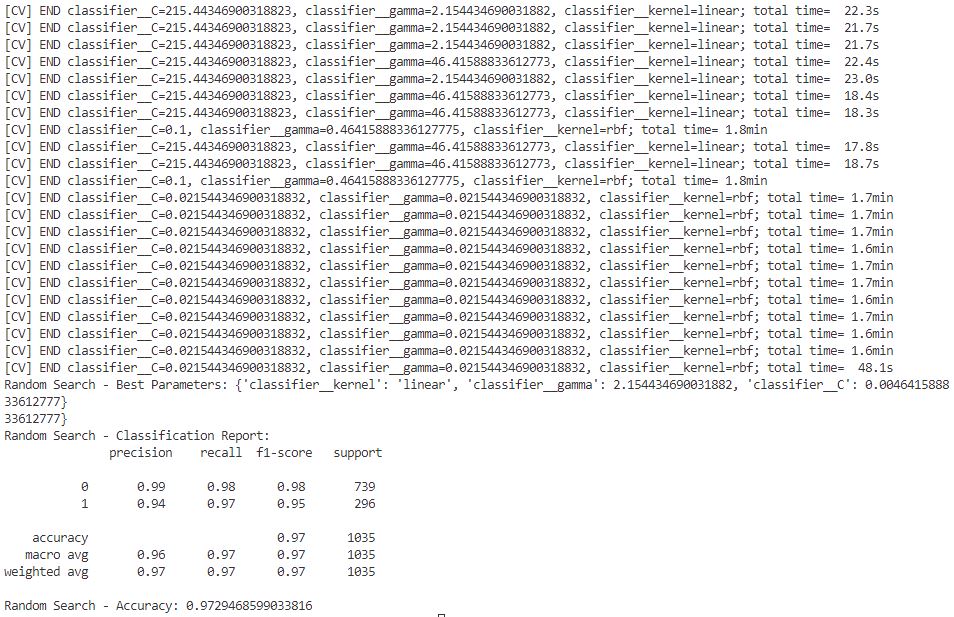 [CV] END classifier__C=215.44346900318823, classifier__gamma=2.154434690031882, classifier__kernel=linear; total time=  22.3s
[CV] END classifier__C=215.44346900318823, classifier__gamma=2.154434690031882, classifier__kernel=linear; total time=  21.7s
[CV] END classifier__C=215.44346900318823, classifier__gamma=2.154434690031882, classifier__kernel=linear; total time=  21.7s
[CV] END classifier__C=215.44346900318823, classifier__gamma=46.41588833612773, classifier__kernel=linear; total time=  22.4s
[CV] END classifier__C=215.44346900318823, classifier__gamma=2.154434690031882, classifier__kernel=linear; total time=  23.0s
[CV] END classifier__C=215.44346900318823, classifier__gamma=46.41588833612773, classifier__kernel=linear; total time=  18.4s
[CV] END classifier__C=215.44346900318823, classifier__gamma=46.41588833612773, classifier__kernel=linear; total time=  18.3s
[CV] END classifier__C=0.1, classifier__gamma=0.46415888336127775, classifier__kernel=rbf; total time= 1.8min
[CV] END classifier__C=215.44346900318823, classifier__gamma=46.41588833612773, classifier__kernel=linear; total time=  17.8s
[CV] END classifier__C=215.44346900318823, classifier__gamma=46.41588833612773, classifier__kernel=linear; total time=  18.7s
[CV] END classifier__C=0.1, classifier__gamma=0.46415888336127775, classifier__kernel=rbf; total time= 1.8min
[CV] END classifier__C=0.021544346900318832, classifier__gamma=0.021544346900318832, classifier__kernel=rbf; total time= 1.7min
[CV] END classifier__C=0.021544346900318832, classifier__gamma=0.021544346900318832, classifier__kernel=rbf; total time= 1.7min
[CV] END classifier__C=0.021544346900318832, classifier__gamma=0.021544346900318832, classifier__kernel=rbf; total time= 1.7min
[CV] END classifier__C=0.021544346900318832, classifier__gamma=0.021544346900318832, classifier__kernel=rbf; total time= 1.6min
[CV] END classifier__C=0.021544346900318832, classifier__gamma=0.021544346900318832, classifier__kernel=rbf; total time= 1.7min
[CV] END classifier__C=0.021544346900318832, classifier__gamma=0.021544346900318832, classifier__kernel=rbf; total time= 1.7min
[CV] END classifier__C=0.021544346900318832, classifier__gamma=0.021544346900318832, classifier__kernel=rbf; total time= 1.6min
[CV] END classifier__C=0.021544346900318832, classifier__gamma=0.021544346900318832, classifier__kernel=rbf; total time= 1.7min
[CV] END classifier__C=0.021544346900318832, classifier__gamma=0.021544346900318832, classifier__kernel=rbf; total time= 1.6min
[CV] END classifier__C=0.021544346900318832, classifier__gamma=0.021544346900318832, classifier__kernel=rbf; total time= 1.6min
[CV] END classifier__C=0.021544346900318832, classifier__gamma=0.021544346900318832, classifier__kernel=rbf; total time=  48.1s
Random Search - Best Parameters: {'classifier__kernel': 'linear', 'classifier__gamma': 2.154434690031882, 'classifier__C': 0.0046415888
33612777}
33612777}
Random Search - Classification Report:
precision    recall  f1-score   support
0       0.99      0.98      0.98       739
1       0.94      0.97      0.95       296
accuracy                           0.97      1035
macro avg       0.96      0.97      0.97      1035
weighted avg       0.97      0.97      0.97      1035
Random Search - Accuracy: 0.9729468599033816